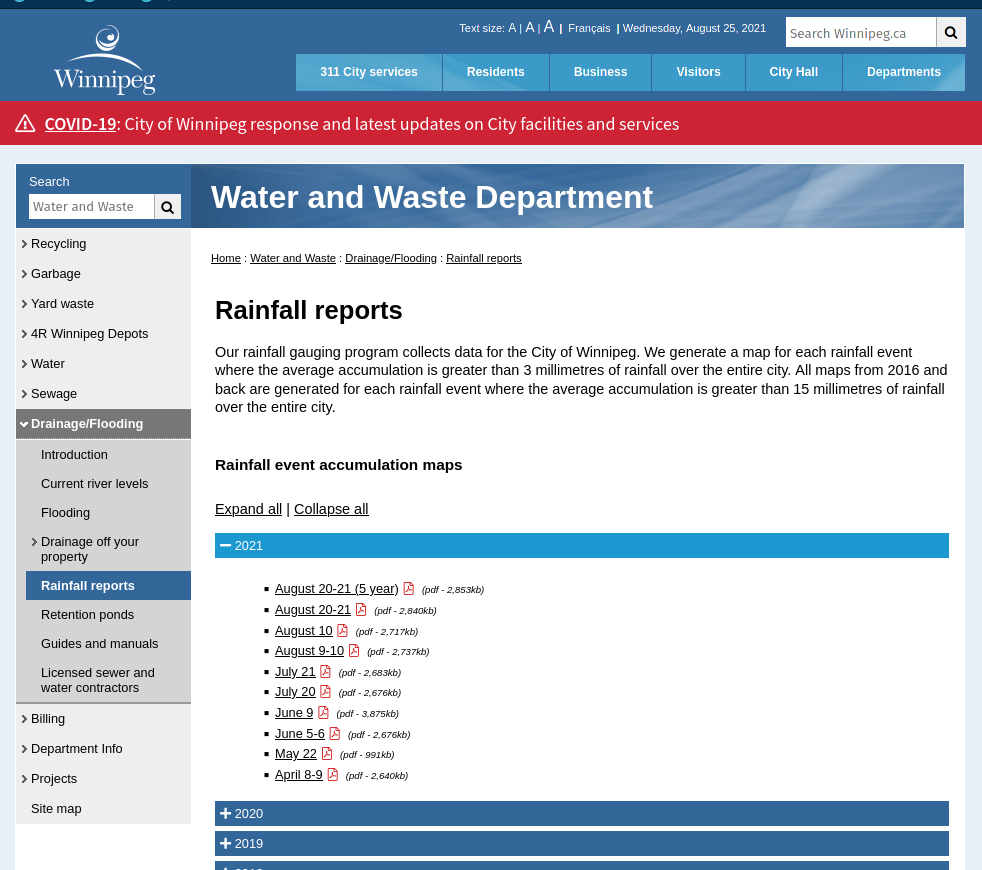 Text size: A | A | A | Français | Wednesday, August 25, 2021
Search Winnipeg.ca
Winnipeg
311 City services Residents Business Visitors City Hall Departments
COVID-19: City of Winnipeg response and latest updates on City facilities and services
Search
Water and Waste
Water and Waste Department
Recycling
Garbage
Yard waste
4R Winnipeg Depots
Water
Sewage
Drainage/Flooding
Introduction
Current river levels
Flooding
Drainage off your
property
Rainfall reports
Retention ponds
Guides and manuals
Licensed sewer and
water contractors
Billing
Department Info
Projects
Site map
Home : Water and Waste : Drainage/Flooding : Rainfall reports
Rainfall reports
Our rainfall gauging program collects data for the City of Winnipeg. We generate a map for each rainfall event
where the average accumulation is greater than 3 millimetres of rainfall over the entire city. All maps from 2016 and
back are generated for each rainfall event where the average accumulation is greater than 15 millimetres of rainfall
over the entire city.
Rainfall event accumulation maps
Expand all | Collapse all
2021
August 20-21 (5 year) (pdf - 2,853kb)
August 20-21 (pdf - 2,840kb)
August 10 (pdf - 2,717kb)
August 9-10 (pdf - 2,737kb)
July 21 (pdf - 2,683kb)
July 20 (pdf - 2,676kb)
June 9 (pdf - 3,875kb)
June 5-6 (pdf - 2,676kb)
May 22 (pdf - 991kb)
April 8-9 (pdf - 2,640kb)
2020
2019